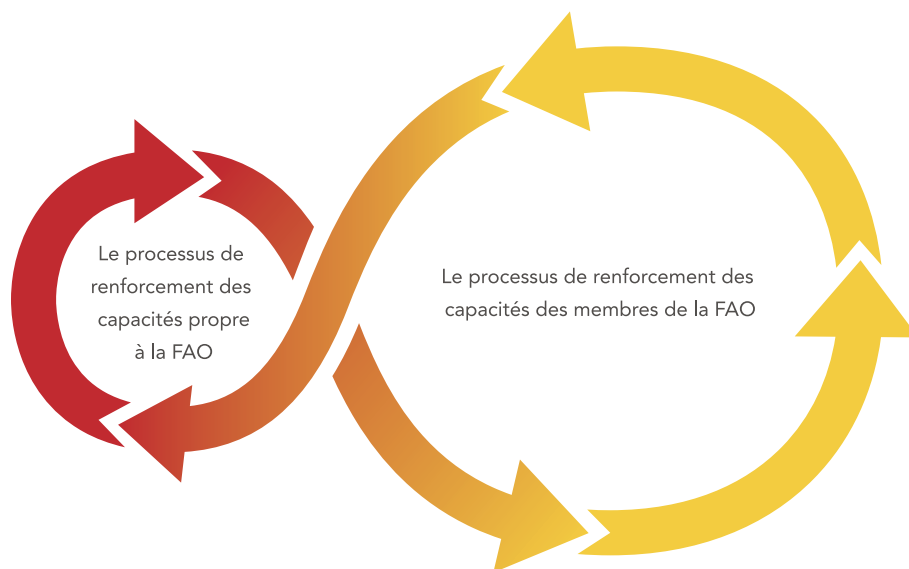 Le processus de
renforcement des
capacités propre
à la FAO
Le processus de renforcement des
capacités des membres de la FAO